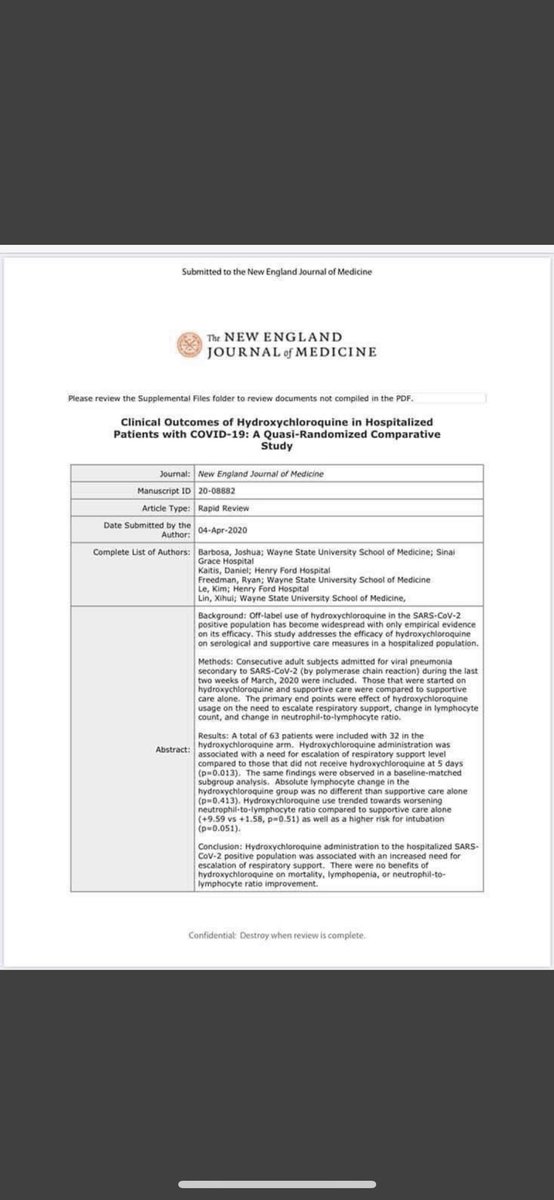 Submitted to the New England Journal of Medicine
The NEW ENGLAND
JOURNAL of MEDICINE
Please review the Supplemental Files folder to review documents not compiled in the PDF.
Clinical Outcomes of Hydroxychloroquine in Hospitalized
Patients with COVID-19: A Quasi-Randomized Comparative
Study
Journal: New England Journal of Medicine
Manuscript ID 20-08882
Article Type: Rapid Review
Date Submitted by the
Author: 04-Apr-2020
Complete List of Authors: Barbosa, Joshua; Wayne State University School of Medicine; Sinai
Grace Hospital
Kaitis, Daniel; Henry Ford Hospital
Freedman, Ryan; Wayne State University School of Medicine
Le, Kim; Henry Ford Hospital
Lin, Xihui; Wayne State University School of Medicine,
Abstract:
Background: Off-label use of hydroxychloroquine in the SARS-CoV-2
positive population has become widespread with only empirical evidence
on its efficacy. This study addresses the efficacy of hydroxychloroquine
on serological and supportive care measures in a hospitalized population.
Methods: Consecutive adult subjects admitted for viral pneumonia
secondary to SARS-CoV-2 (by polymerase chain reaction) during the last
two weeks of March, 2020 were included. Those that were started on
hydroxychloroquine and supportive care were compared to supportive
care alone. The primary end points were effect of hydroxychloroquine
usage on the need to escalate respiratory support, change in lymphocyte
count, and change in neutrophil-to-lymphocyte ratio.
Results: A total of 63 patients were included with 32 in the
hydroxychloroquine arm. Hydroxychloroquine administration was
associated with a need for escalation of respiratory support level
compared to those that did not receive hydroxychloroquine at 5 days
(p=0.013). The same findings were observed in a baseline-matched
subgroup analysis. Absolute lymphocyte change in the
hydroxychloroquine group was no different than supportive care alone
(p=0.413). Hydroxychloroquine use trended towards worsening
neutrophil-to-lymphocyte ratio compared to supportive care alone
(+9.59 vs +1.58, p=0.51) as well as a higher risk for intubation
(p=0.051).
Conclusion: Hydroxychloroquine administration to the hospitalized SARS-
CoV-2 positive population was associated with an increased need for
escalation of respiratory support. There were no benefits of
hydroxychloroquine on mortality, lymphopenia, or neutrophil-to-
lymphocyte ratio improvement.
Confidential: Destroy when review is complete.